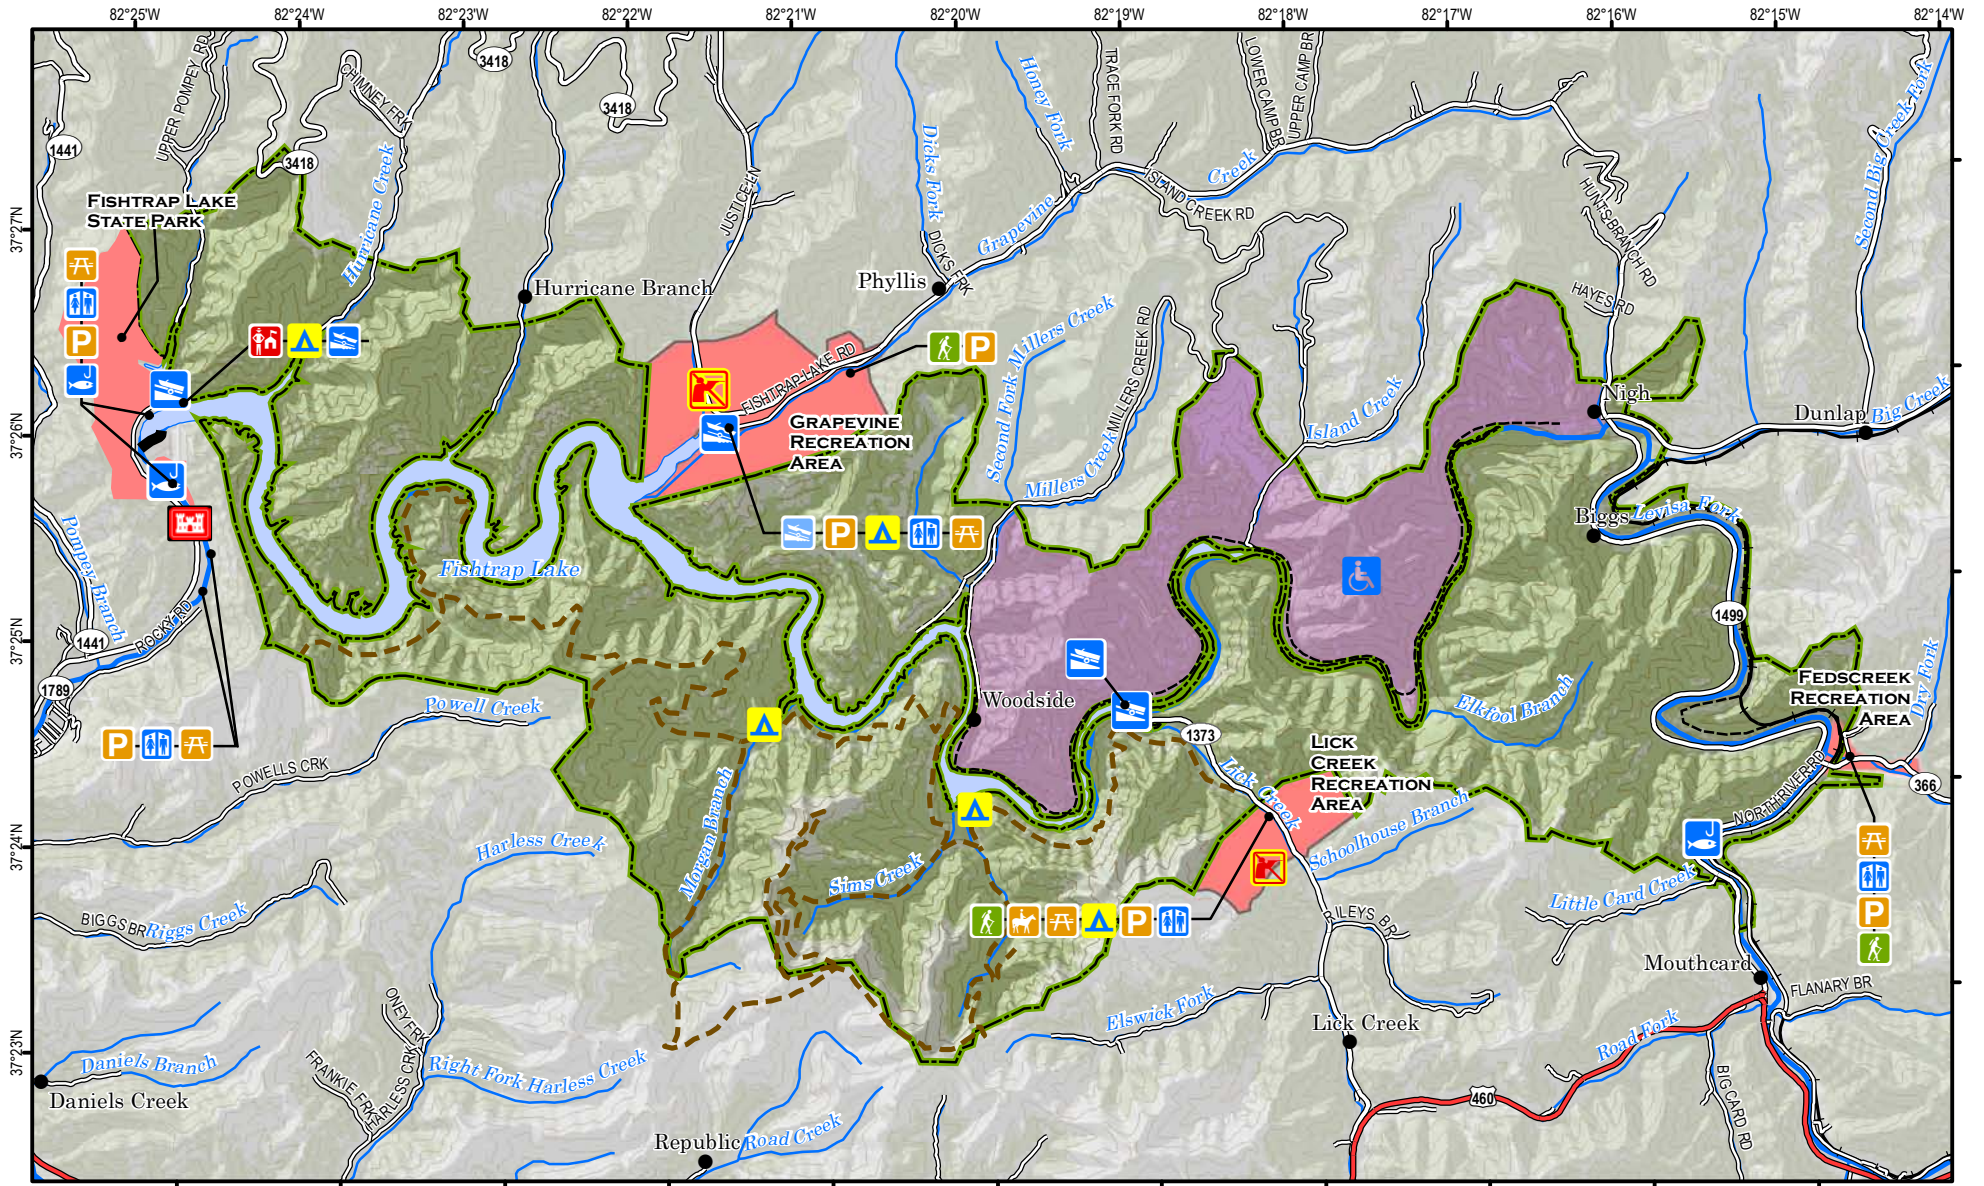 82°25'W
82°24'W
82°23'W
82°22'W
82°21'W
82°20'W
82°19'W
82°18'W
82°17'W
82°16'W
82°15'W
82°14'W
37°27'N
37°26'N
37°25'N
37°24'N
37°23'N
UPPER POMPEY RD
CHIMNEY FRK
3418
3418
3418
1441
Hurricane Creek
JUSTICE LN
Dicks Fork
DICKS FRK
Honey Fork
TRACE FORK RD
LOWER CAMP BR
UPPER CAMP BR
Grapevine
Creek
ISLAND CREEK RD
HUNTS BRANCH RD
HAYES RD
Second Big Creek Fork
FISHTRAP LAKE
STATE PARK
P
Hurricane Branch
Phyllis
FISHTRAP LAKE RD
P
GRAPEVINE
RECREATION
AREA
Second Fork Millers Creek
MILLERS CREEK RD
Millers Creek
Island Creek
Nigh
Dunlap
Big Creek
Biggs
Levisa Fork
1499
P
Fishtrap Lake
Pompey Branch
ROCKY RD
1441
1789
P
Powell Creek
POWELLS CRK
Woodside
1373
Lick Creek
LICK
CREEK
RECREATION
AREA
Elkfool Branch
FEDSCREEK
RECREATION
AREA
Dry Fork
366
NORTH RIVER RD
Schoolhouse Branch
Little Card Creek
P
Harless Creek
Morgan Branch
Sims Creek
P
RILEYS BR
BIGGS BR
Riggs Creek
Mouthcard
FLANARY BR
Elswick Fork
Lick Creek
Road Fork
460
BIG CARD RD
ONEY FRK
FRANKIE FRK
HARLESS CRK
Right Fork Harless Creek
Daniels Branch
Daniels Creek
Republic
Road Creek